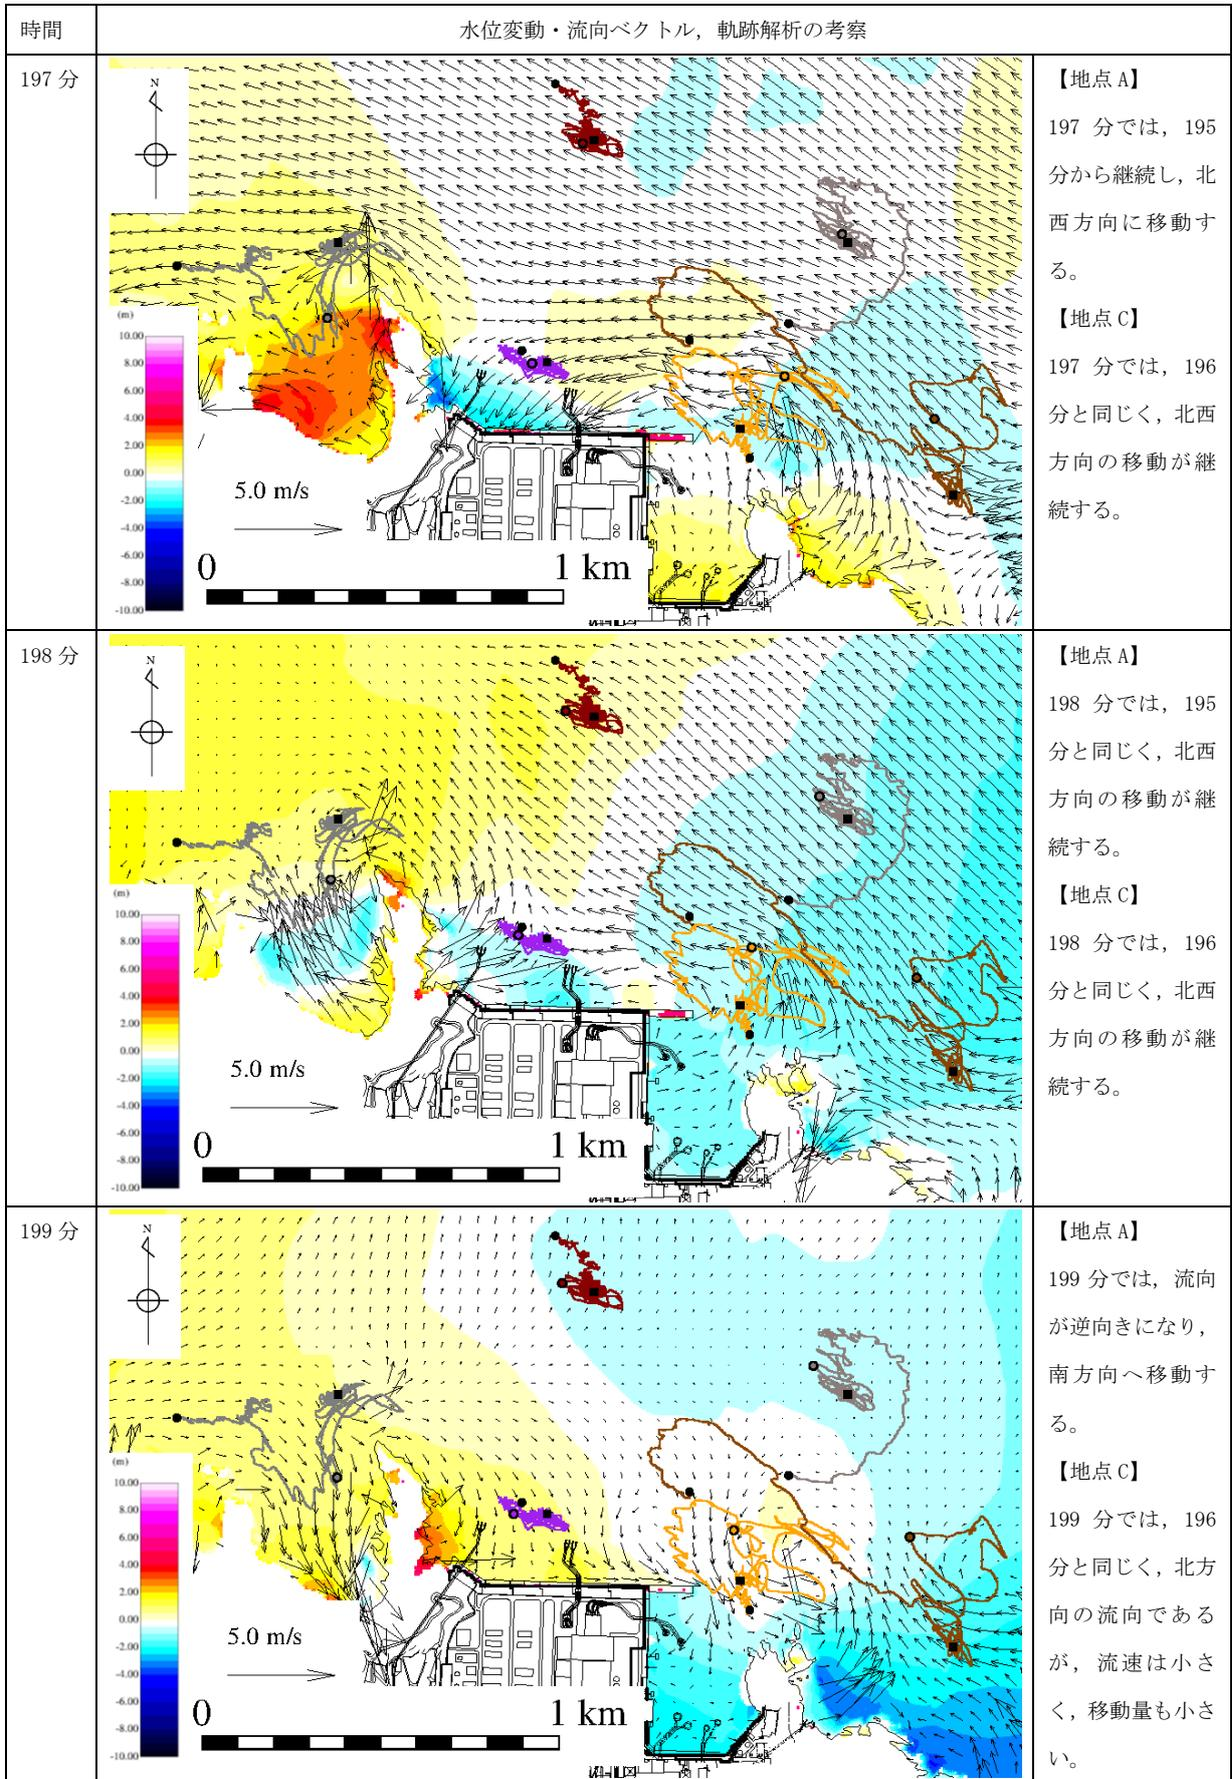 時間
水位変動・流向ベクトル，軌跡解析の考察
197 分
N
(m)
10.00
8.00
6.00
4.00
2.00
0.00
-2.00
-4.00
-6.00
-8.00
-10.00
5.0 m/s
0
1 km
【地点 A】
197 分では，195
分から継続し，北
西方向に移動す
る。
【地点 C】
197 分では，196
分と同じく，北西
方向の移動が継
続する。
198 分
N
(m)
10.00
8.00
6.00
4.00
2.00
0.00
-2.00
-4.00
-6.00
-8.00
-10.00
5.0 m/s
0
1 km
【地点 A】
198 分では，195
分と同じく，北西
方向の移動が継
続する。
【地点 C】
198 分では，196
分と同じく，北西
方向の移動が継
続する。
199 分
N
(m)
10.00
8.00
6.00
4.00
2.00
0.00
-2.00
-4.00
-6.00
-8.00
-10.00
5.0 m/s
0
1 km
【地点 A】
199 分では，流向
が逆向きになり，
南方向へ移動す
る。
【地点 C】
199 分では，196
分と同じく，北方
向の流向である
が，流速は小さ
く，移動量も小さ
い。